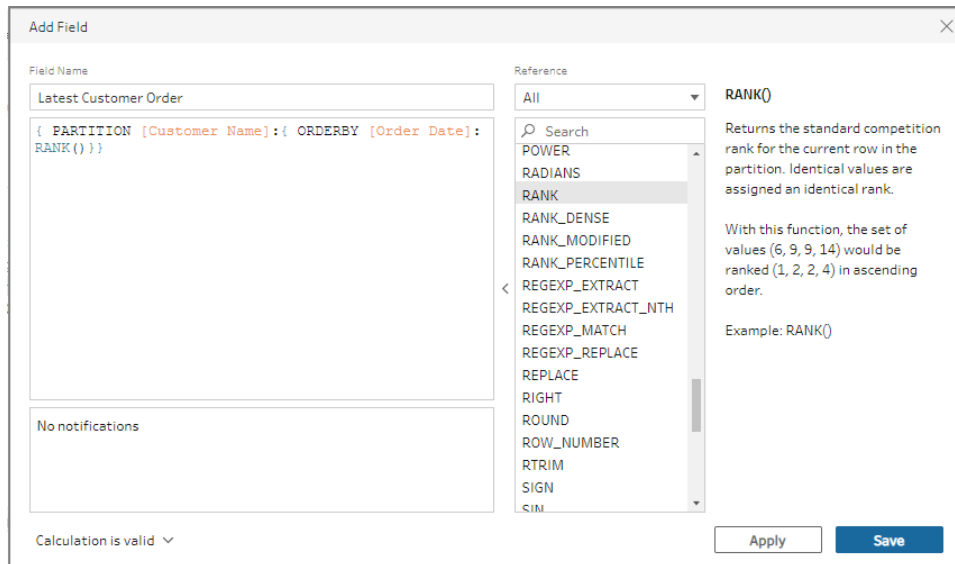 Add Field
Field Name
Latest Customer Order
{ PARTITION [Customer Name]:{ ORDERBY [Order Date]:
RANK()}}
No notifications
Calculation is valid
Reference
All
Search
POWER
RADIANS
RANK
RANK_DENSE
RANK_MODIFIED
RANK_PERCENTILE
REGEXP_EXTRACT
REGEXP_EXTRACT_NTH
REGEXP_MATCH
REGEXP_REPLACE
REPLACE
RIGHT
ROUND
ROW_NUMBER
RTRIM
SIGN
SIN
RANK()
Returns the standard competition
rank for the current row in the
partition. Identical values are
assigned an identical rank.
With this function, the set of
values (6, 9, 9, 14) would be
ranked (1, 2, 2, 4) in ascending
order.
Example: RANK()
Apply
Save